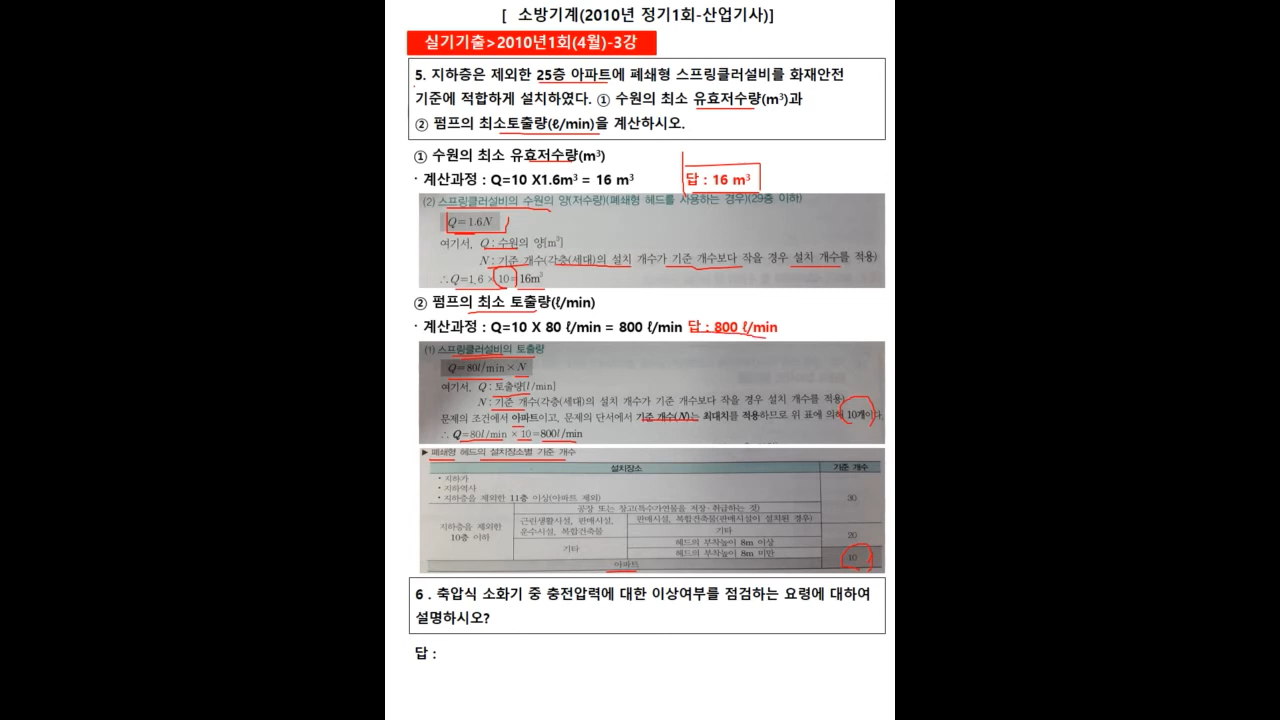 [ 소방기계(2010년 정기1회-산업기사)]
실기기출>2010년1회(4월)-3강
5. 지하층은 제외한 25층 아파트에 폐쇄형 스프링클러설비를 화재안전
기준에 적합하게 설치하였다. ① 수원의 최소 유효저수량(m³)과
② 펌프의 최소토출량(ℓ/min)을 계산하시오.
① 수원의 최소 유효저수량(m³)
· 계산과정 : Q=10 X1.6m³ = 16 m³ 답 : 16 m³
(2) 스프링클러설비의 수원의 양(저수량)(폐쇄형 헤드를 사용하는 경우)(29층 이하)
Q=1.6N
여기서, Q : 수원의 양[m³]
N : 기준 개수(각층(세대)의 설치 개수가 기준 개수보다 작을 경우 설치 개수를 적용)
∴ Q=1.6 × 10=16m³
② 펌프의 최소 토출량(ℓ/min)
· 계산과정 : Q=10 X 80 ℓ/min = 800 ℓ/min 답 : 800 ℓ/min
(1) 스프링클러설비의 토출량
Q=80l/min×N
여기서, Q : 토출량[l/min]
N : 기준 개수(각층(세대)의 설치 개수가 기준 개수보다 작을 경우 설치 개수를 적용)
문제의 조건에서 아파트이고, 문제의 단서에서 기준 개수(N)는 최대치를 적용하므로 위 표에 의해 10개이다.
∴ Q=80l/min ×10=800l/min
▶ 폐쇄형 헤드의 설치장소별 기준 개수
설치장소 기준 개수
• 지하가
• 지하역사
• 지하층을 제외한 11층 이상(아파트 제외) 30
지하층을 제외한 10층 이하
공장 또는 창고(특수가연물을 저장·취급하는 것)
근린생활시설, 판매시설, 운수시설, 복합건축물
판매시설, 복합건축물(판매시설이 설치된 경우)
기타 20
기타 헤드의 부착높이 8m 이상
헤드의 부착높이 8m 미만 10
아파트
6 . 축압식 소화기 중 충전압력에 대한 이상여부를 점검하는 요령에 대하여
설명하시오?
답 :